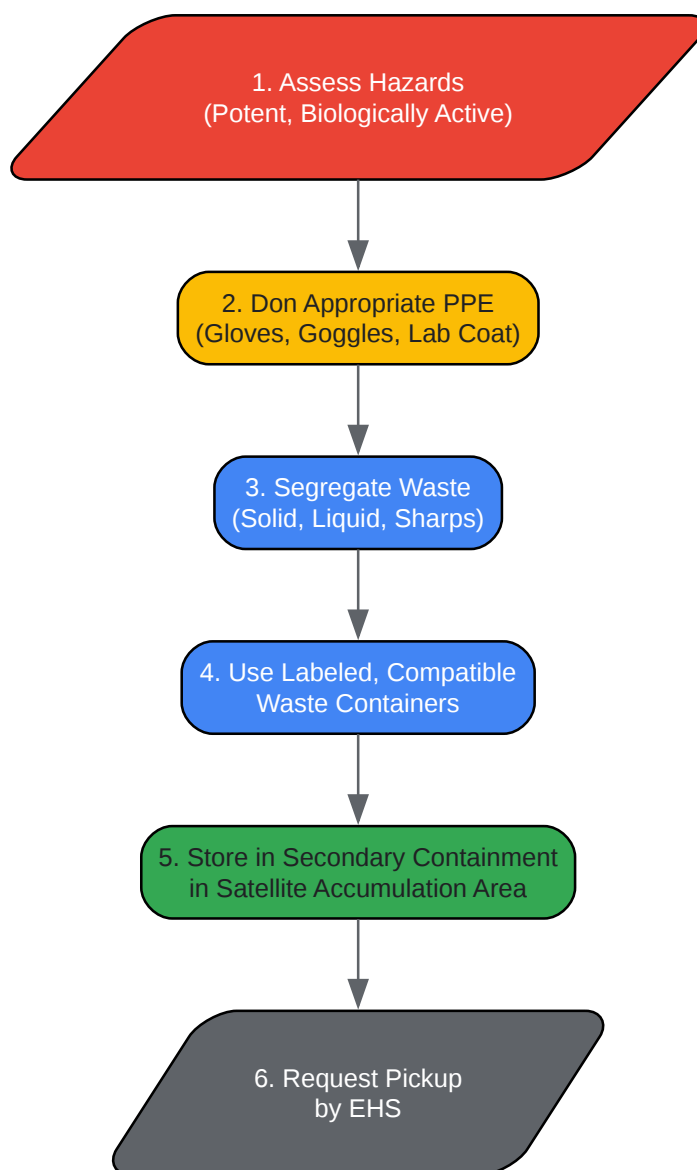 1. Assess Hazards
(Potent, Biologically Active)
2. Don Appropriate PPE
(Gloves, Goggles, Lab Coat)
3. Segregate Waste
(Solid, Liquid, Sharps)
4. Use Labeled, Compatible
Waste Containers
5. Store in Secondary Containment
in Satellite Accumulation Area
6. Request Pickup
by EHS